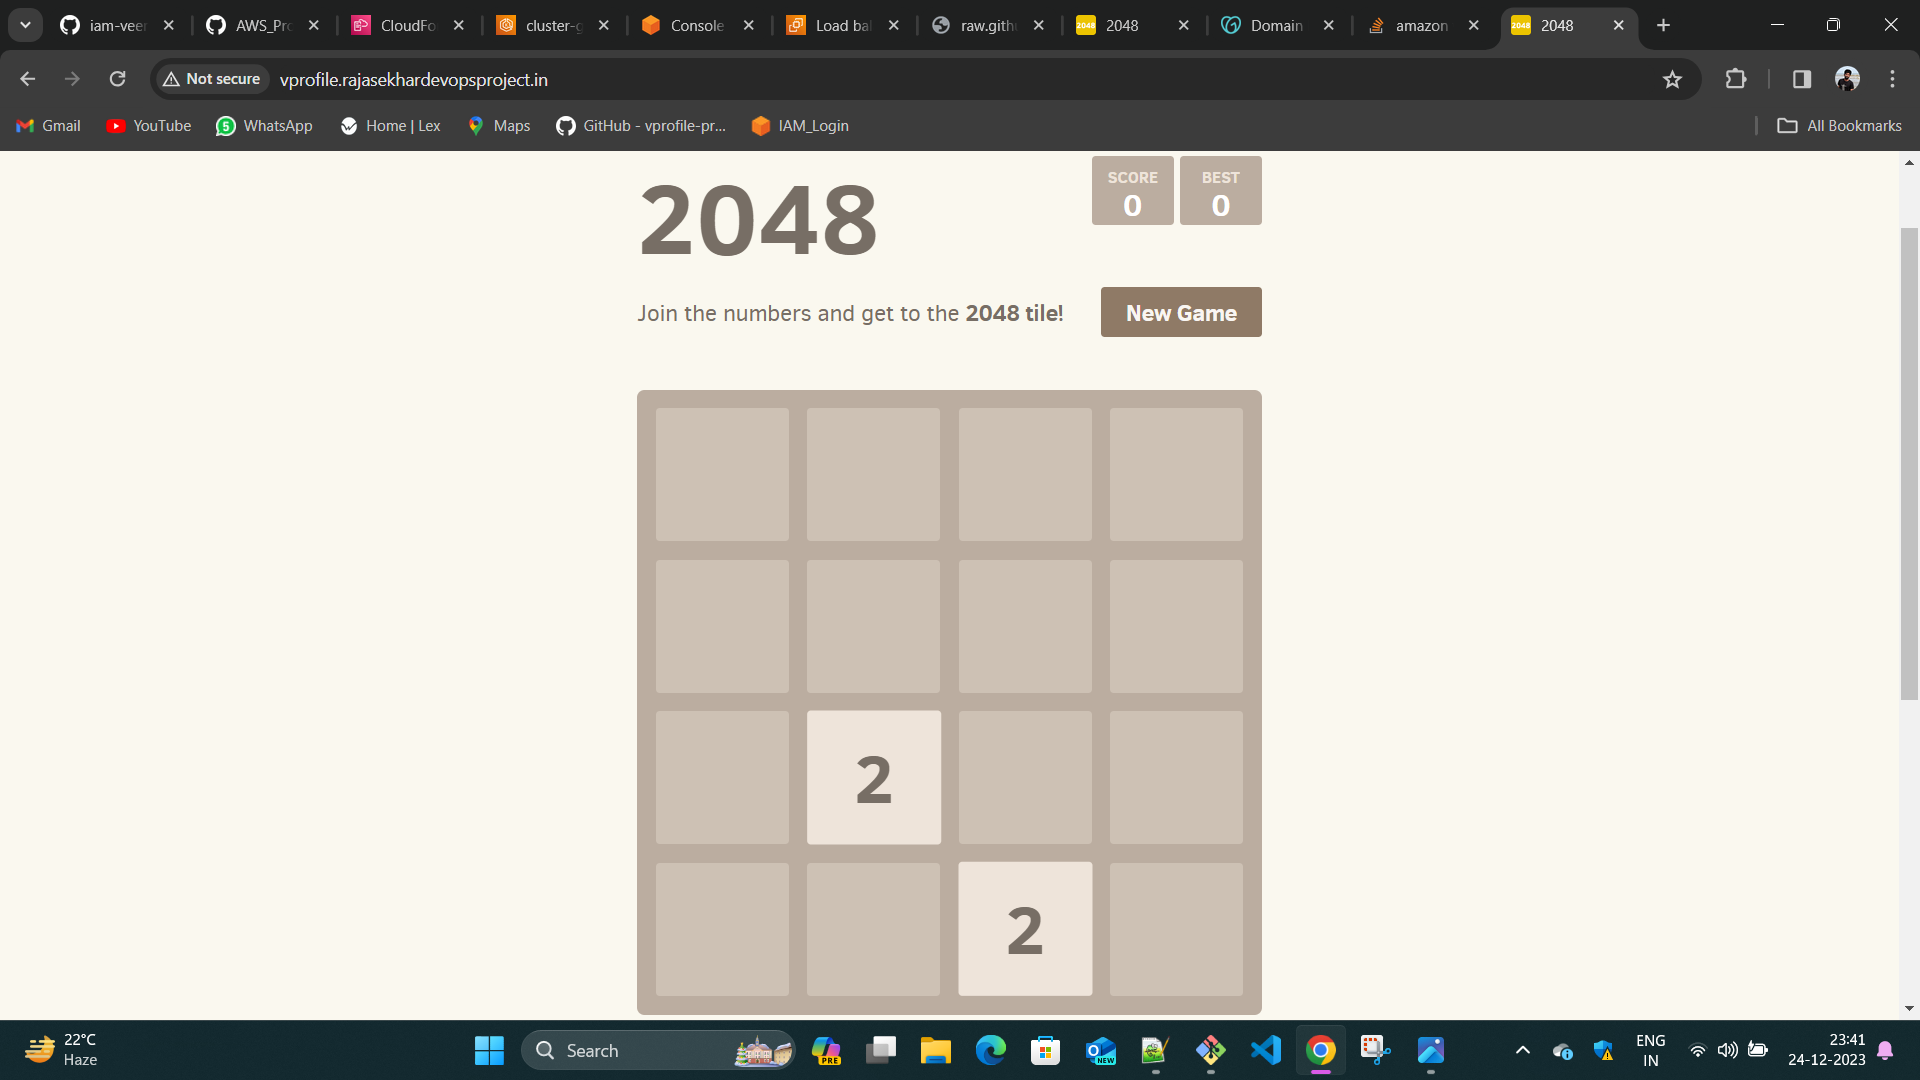 iam-veer
AWS_Pro
CloudFo
cluster-g
Console
Load bal
raw.githu
2048
Domain
amazon
2048
Not secure
vprofile.rajasekhardevopsproject.in
Gmail
YouTube
5
WhatsApp
Home | Lex
Maps
GitHub - vprofile-pr...
IAM_Login
All Bookmarks
2048
SCORE
0
BEST
0
Join the numbers and get to the 2048 tile!
New Game
2
2
22°C
Haze
Search
PRE
NEW
ENG
IN
23:41
24-12-2023